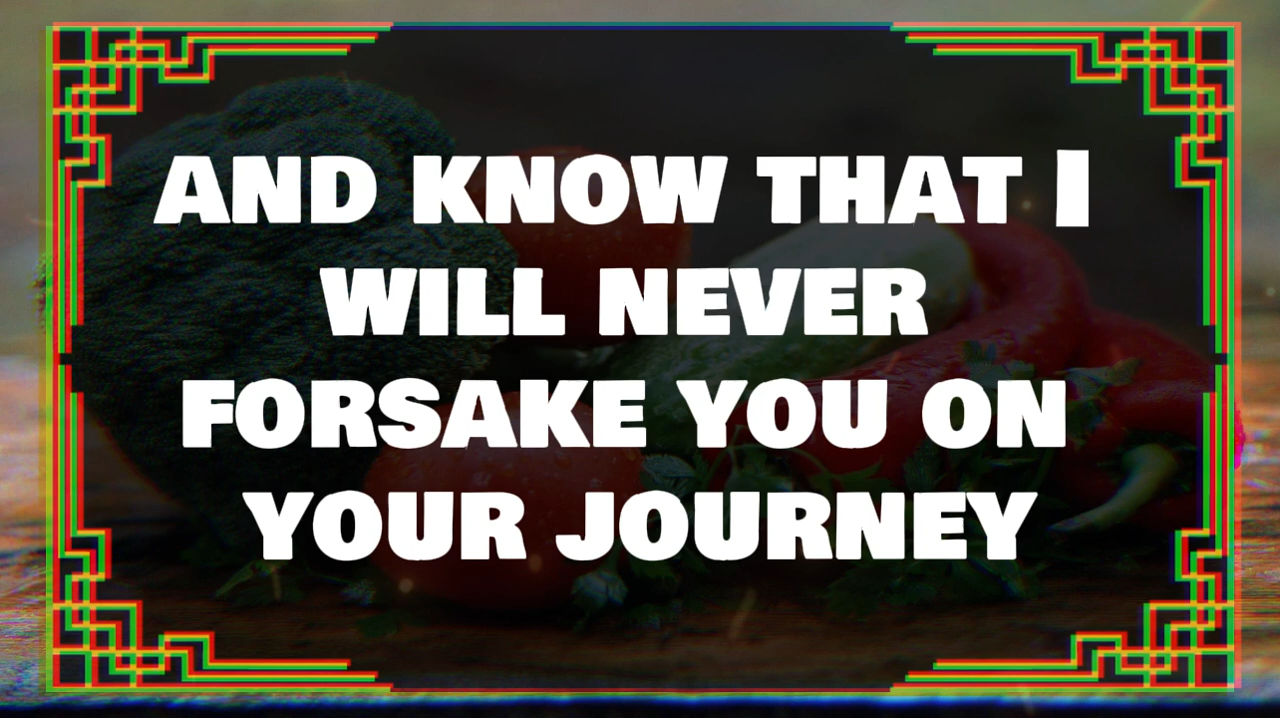 AND KNOW THAT I
WILL NEVER
FORSAKE YOU ON
YOUR JOURNEY